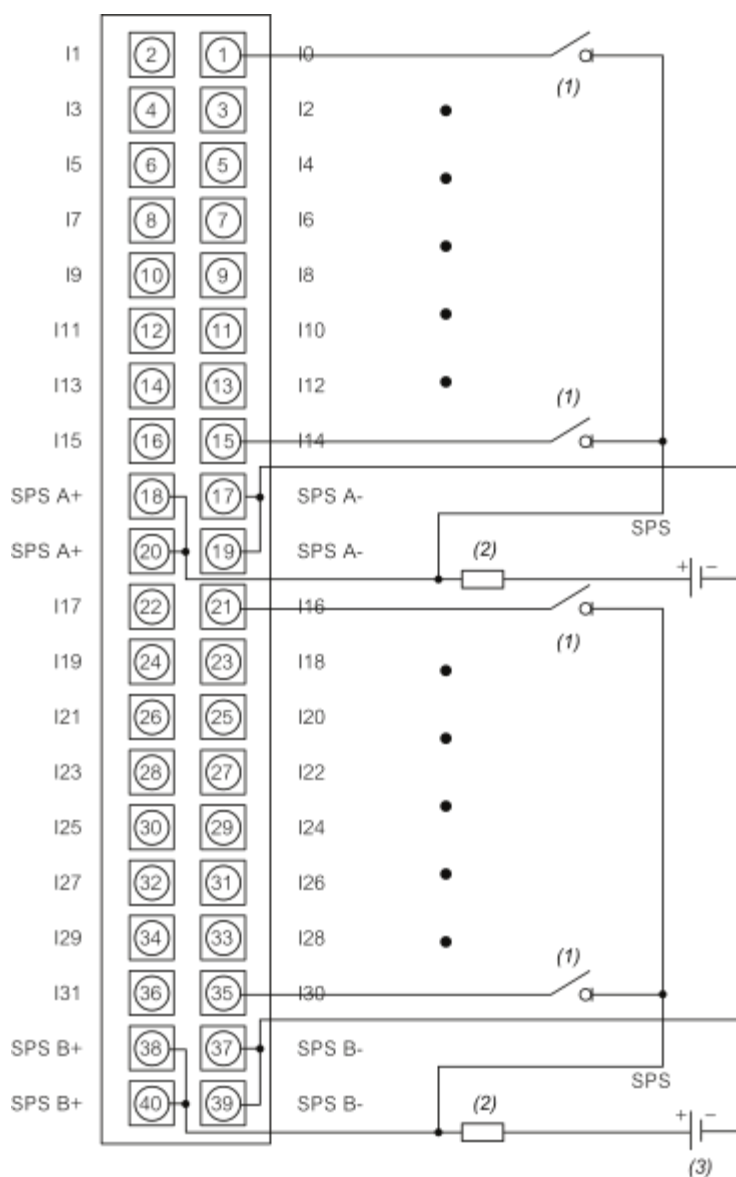 I1 2 1 I0
(1)
I3 4 3 I2
I5 6 5 I4
I7 8 7 I6
I9 10 9 I8
I11 12 11 I10
I13 14 13 I12
(1)
I15 16 15 I14
SPS A+ 18 17 SPS A-
SPS
SPS A+ 20 19 SPS A- (2)
+ −
I17 22 21 I16
(1)
I19 24 23 I18
I21 26 25 I20
I23 28 27 I22
I25 30 29 I24
I27 32 31 I26
I29 34 33 I28
(1)
I31 36 35 I30
SPS B+ 38 37 SPS B-
SPS
SPS B+ 40 39 SPS B- (2)
+ −
(3)